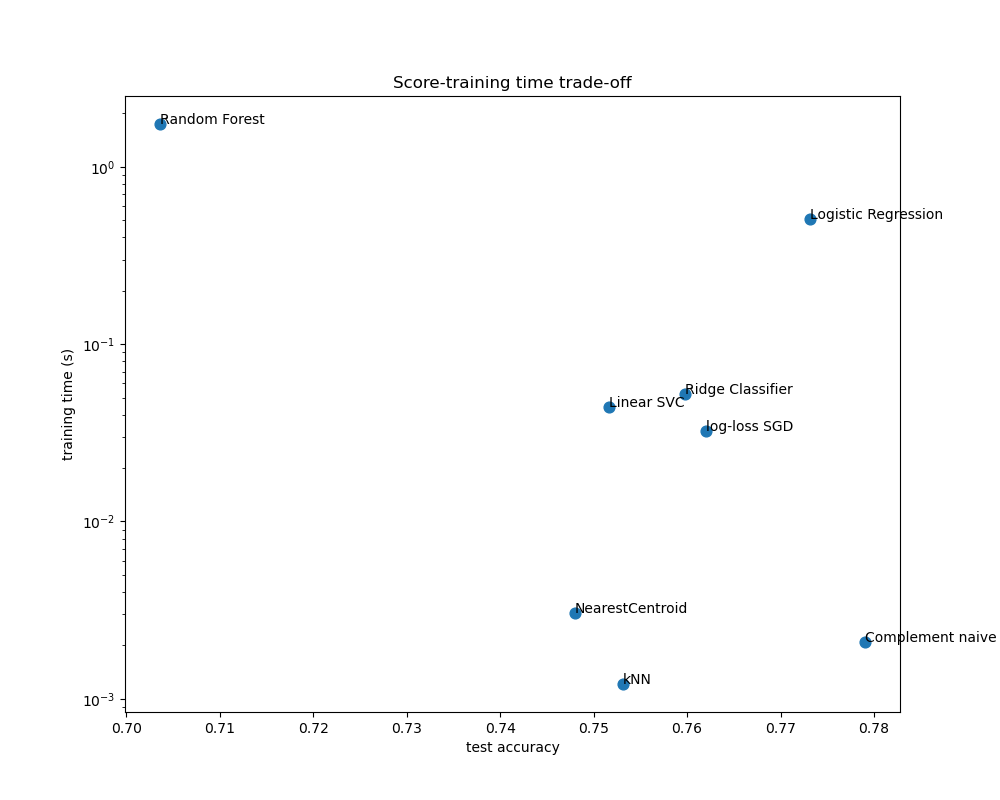 Score-training time trade-off
Random Forest
Logistic Regression
Ridge Classifier
Linear SVC
log-loss SGD
NearestCentroid
Complement naive
kNN
training time (s)
10⁰
10⁻¹
10⁻²
10⁻³
0.70 0.71 0.72 0.73 0.74 0.75 0.76 0.77 0.78
test accuracy